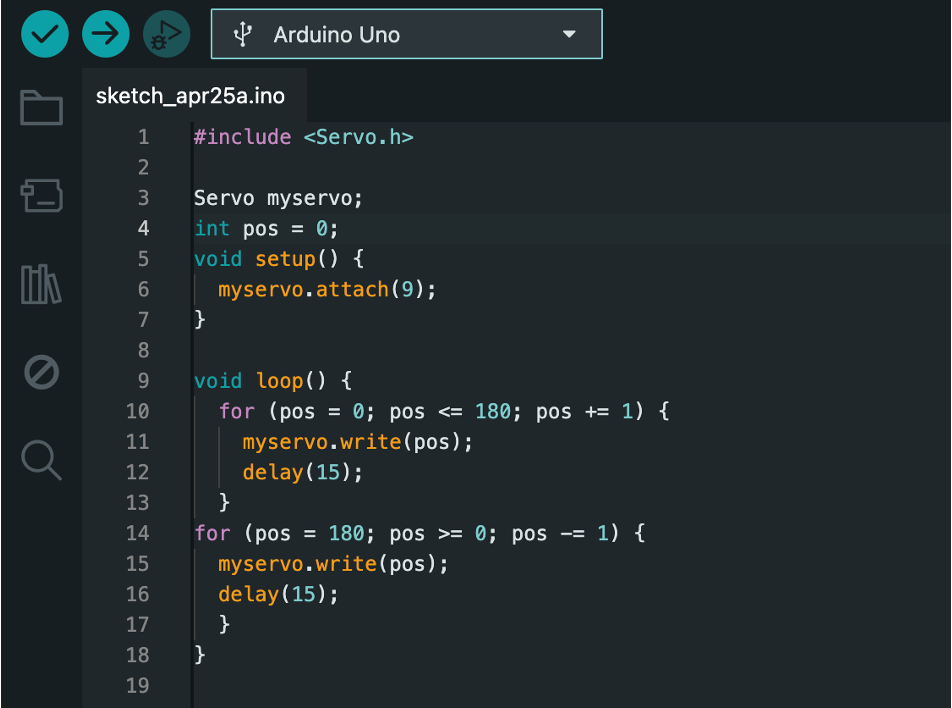 Arduino Uno
sketch_apr25a.ino
1 #include <Servo.h>
2
3 Servo myservo;
4 int pos = 0;
5 void setup() {
6   myservo.attach(9);
7 }
8
9 void loop() {
10   for (pos = 0; pos <= 180; pos += 1) {
11     myservo.write(pos);
12     delay(15);
13   }
14 for (pos = 180; pos >= 0; pos -= 1) {
15   myservo.write(pos);
16   delay(15);
17   }
18 }
19